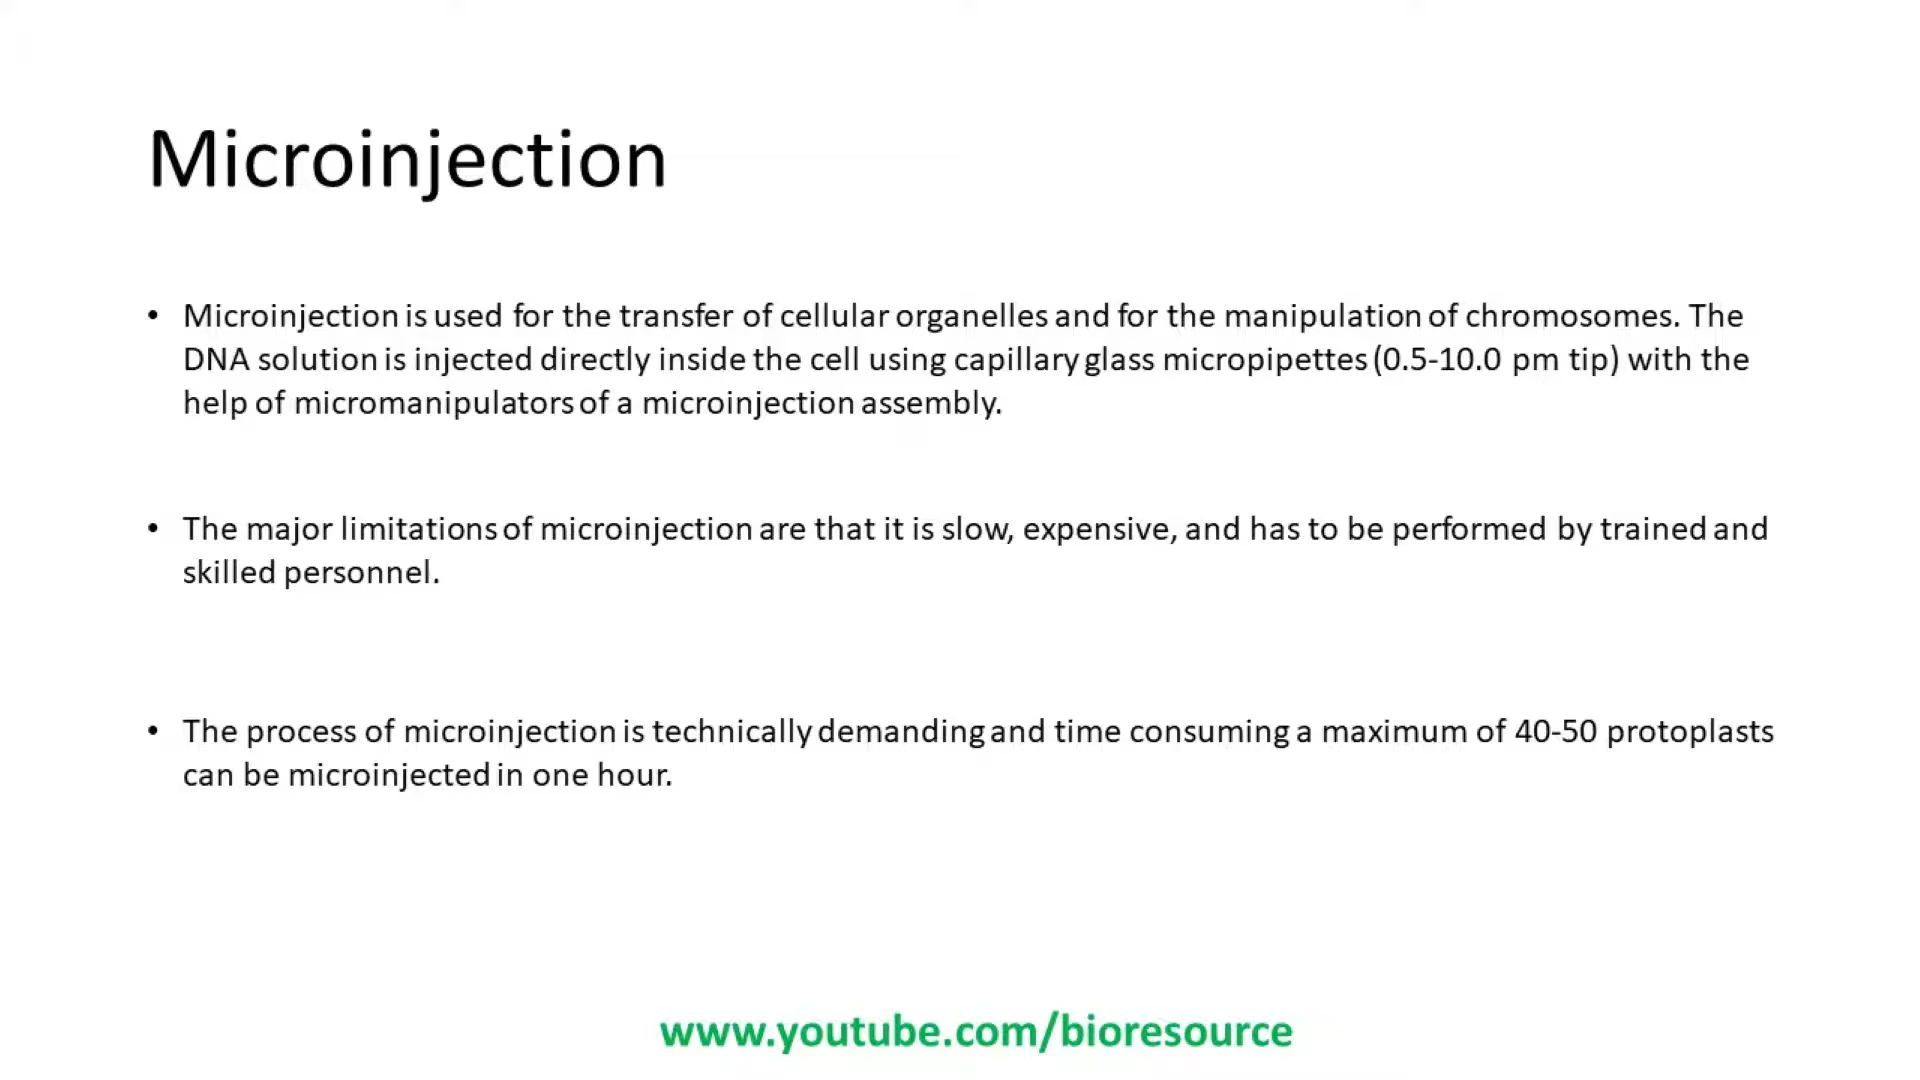 Microinjection
• Microinjection is used for the transfer of cellular organelles and for the manipulation of chromosomes. The
DNA solution is injected directly inside the cell using capillary glass micropipettes (0.5-10.0 pm tip) with the
help of micromanipulators of a microinjection assembly.
• The major limitations of microinjection are that it is slow, expensive, and has to be performed by trained and
skilled personnel.
• The process of microinjection is technically demanding and time consuming a maximum of 40-50 protoplasts
can be microinjected in one hour.
www.youtube.com/bioresource